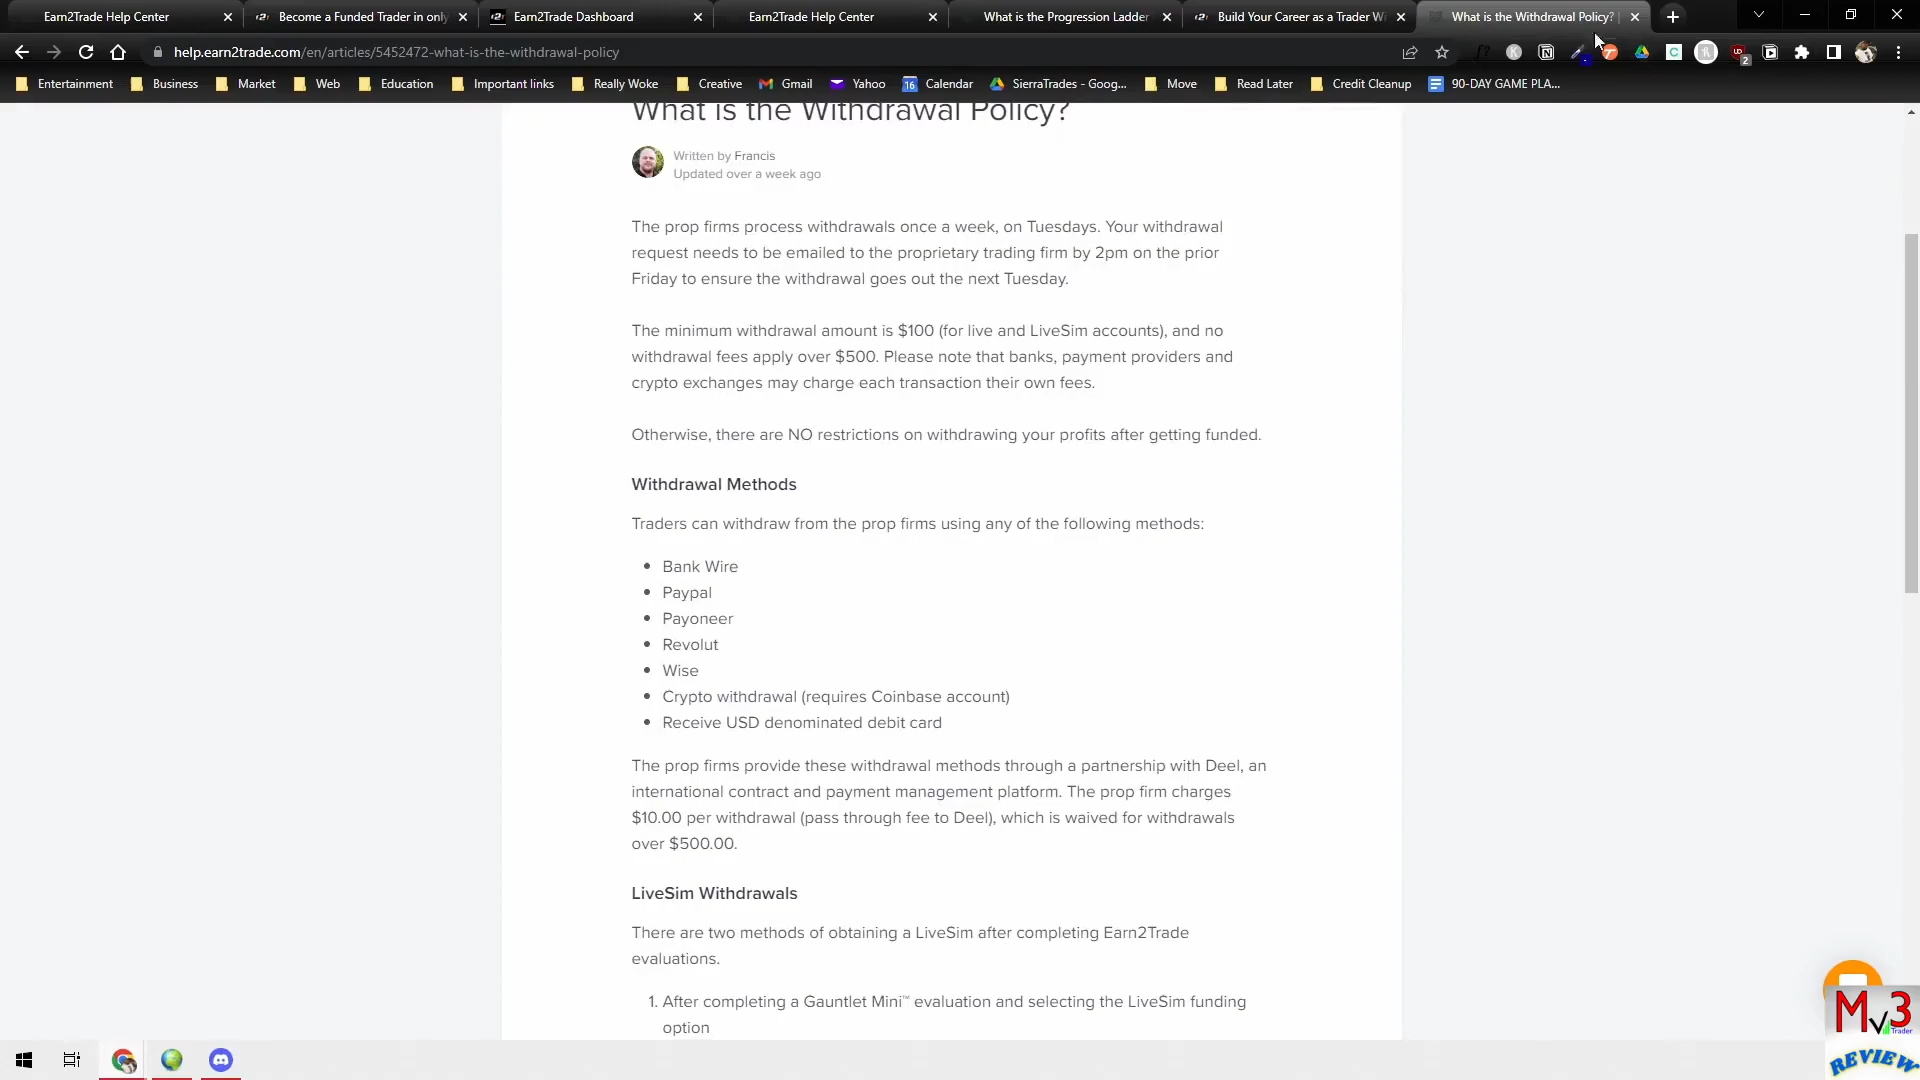 Earn2Trade Help Center
Become a Funded Trader in only
Earn2Trade Dashboard
Earn2Trade Help Center
What is the Progression Ladder
Build Your Career as a Trader Wi
What is the Withdrawal Policy? |
help.earn2trade.com/en/articles/5452472-what-is-the-withdrawal-policy
Entertainment
Business
Market
Web
Education
Important links
Really Woke
Creative
Gmail
Yahoo
Calendar
SierraTrades - Goog...
Move
Read Later
Credit Cleanup
90-DAY GAME PLA...
What is the Withdrawal Policy?
Written by Francis
Updated over a week ago
The prop firms process withdrawals once a week, on Tuesdays. Your withdrawal
request needs to be emailed to the proprietary trading firm by 2pm on the prior
Friday to ensure the withdrawal goes out the next Tuesday.
The minimum withdrawal amount is $100 (for live and LiveSim accounts), and no
withdrawal fees apply over $500. Please note that banks, payment providers and
crypto exchanges may charge each transaction their own fees.
Otherwise, there are NO restrictions on withdrawing your profits after getting funded.
Withdrawal Methods
Traders can withdraw from the prop firms using any of the following methods:
• Bank Wire
• Paypal
• Payoneer
• Revolut
• Wise
• Crypto withdrawal (requires Coinbase account)
• Receive USD denominated debit card
The prop firms provide these withdrawal methods through a partnership with Deel, an
international contract and payment management platform. The prop firm charges
$10.00 per withdrawal (pass through fee to Deel), which is waived for withdrawals
over $500.00.
LiveSim Withdrawals
There are two methods of obtaining a LiveSim after completing Earn2Trade
evaluations.
1. After completing a Gauntlet Mini™ evaluation and selecting the LiveSim funding
option
Mv3
Trader
REVIEW